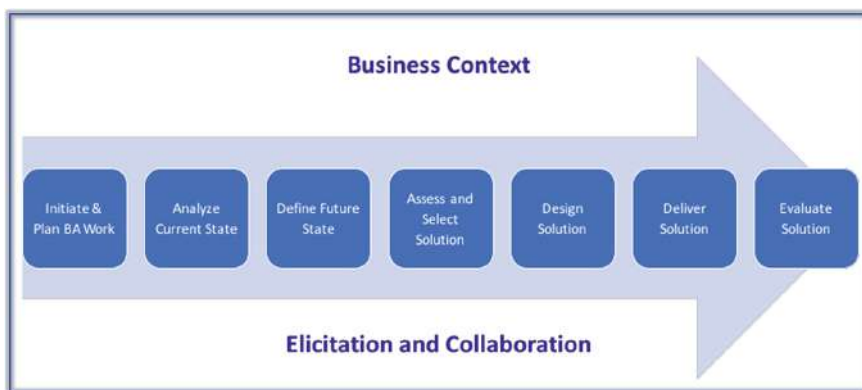 Business Context
Initiate &
Plan BA Work
Analyze
Current State
Define Future
State
Assess and
Select
Solution
Design
Solution
Deliver
Solution
Evaluate
Solution
Elicitation and Collaboration